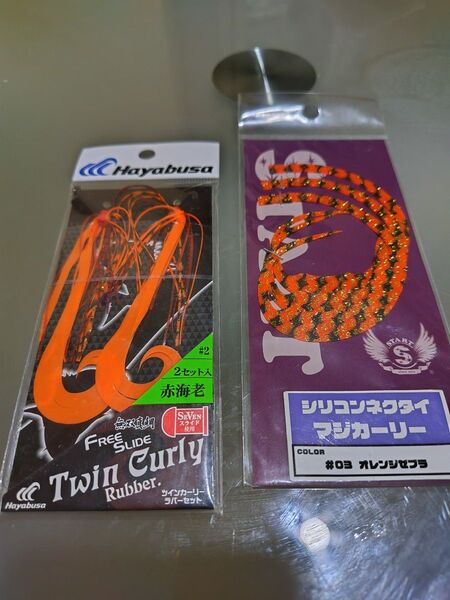 Hayabusa
#2
2セット入
赤海老
無双真鯛
FREE
SLIDE
SEVEN
スライド
使用
Twin Curly
Rubber.
ツインカーリー
ラバーセット
Hayabusa
START
シリコンネクタイ
マジカーリー
COLOR
#03 オレンジゼブラ